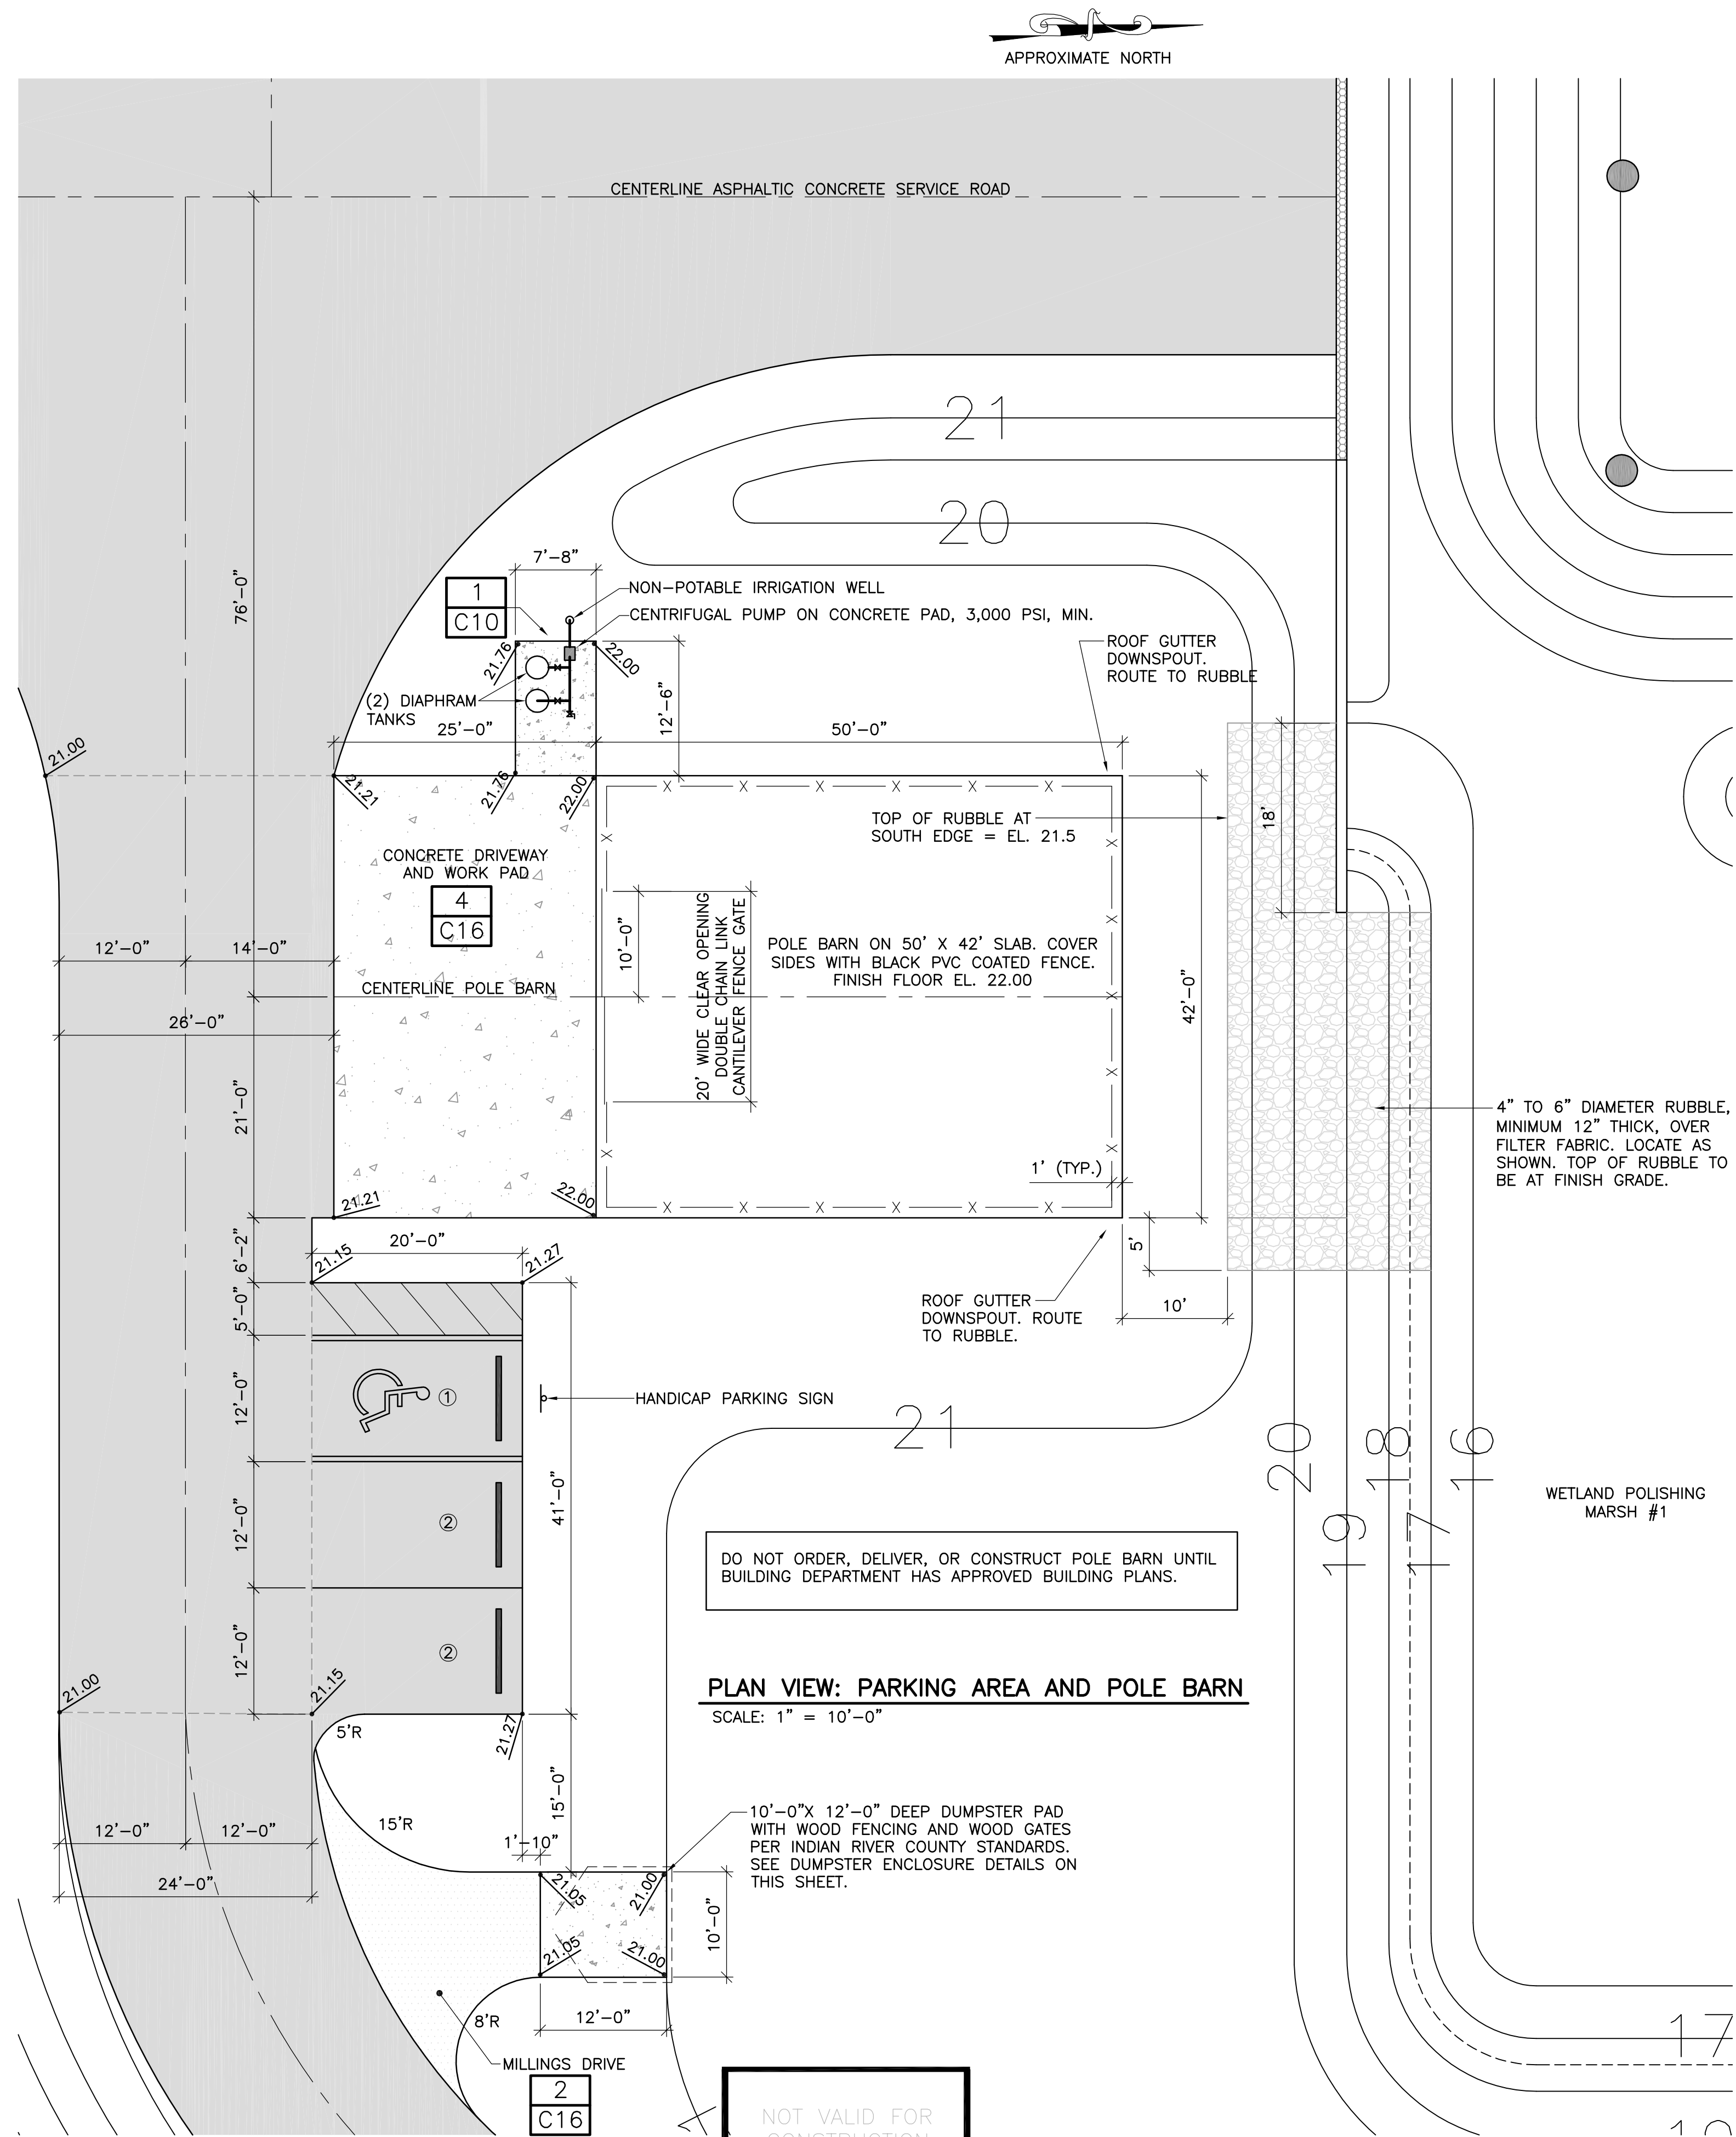 APPROXIMATE NORTH
CENTERLINE ASPHALTIC CONCRETE SERVICE ROAD
21
20
76'-0"
7'-8"
1
C10
NON-POTABLE IRRIGATION WELL
CENTRIFUGAL PUMP ON CONCRETE PAD, 3,000 PSI, MIN.
21.76
22.00
(2) DIAPHRAM
TANKS
12'-6"
ROOF GUTTER
DOWNSPOUT.
ROUTE TO RUBBLE
25'-0"
50'-0"
21.00
21.21
21.76
22.00
TOP OF RUBBLE AT
SOUTH EDGE = EL. 21.5
18'
CONCRETE DRIVEWAY
AND WORK PAD
4
C16
12'-0"
14'-0"
10'-0"
20' WIDE CLEAR OPENING
DOUBLE CHAIN LINK
CANTILEVER FENCE GATE
POLE BARN ON 50' X 42' SLAB. COVER
SIDES WITH BLACK PVC COATED FENCE.
FINISH FLOOR EL. 22.00
CENTERLINE POLE BARN
42'-0"
26'-0"
21'-0"
4" TO 6" DIAMETER RUBBLE,
MINIMUM 12" THICK, OVER
FILTER FABRIC. LOCATE AS
SHOWN. TOP OF RUBBLE TO
BE AT FINISH GRADE.
1' (TYP.)
21.21
22.00
6'-2"
20'-0"
21.15
21.27
5'
10'
ROOF GUTTER
DOWNSPOUT. ROUTE
TO RUBBLE.
5'-0"
12'-0"
1
HANDICAP PARKING SIGN
21
20
19
18
17
16
41'-0"
12'-0"
2
WETLAND POLISHING
MARSH #1
DO NOT ORDER, DELIVER, OR CONSTRUCT POLE BARN UNTIL
BUILDING DEPARTMENT HAS APPROVED BUILDING PLANS.
12'-0"
2
21.00
21.15
21.27
5'R
PLAN VIEW: PARKING AREA AND POLE BARN
SCALE: 1" = 10'-0"
15'-0"
15'R
12'-0"
12'-0"
1'-10"
24'-0"
10'-0"X 12'-0" DEEP DUMPSTER PAD
WITH WOOD FENCING AND WOOD GATES
PER INDIAN RIVER COUNTY STANDARDS.
SEE DUMPSTER ENCLOSURE DETAILS ON
THIS SHEET.
21.05
21.00
21.05
21.00
10'-0"
8'R
12'-0"
MILLINGS DRIVE
2
C16
17
NOT VALID FOR
CONSTRUCTION